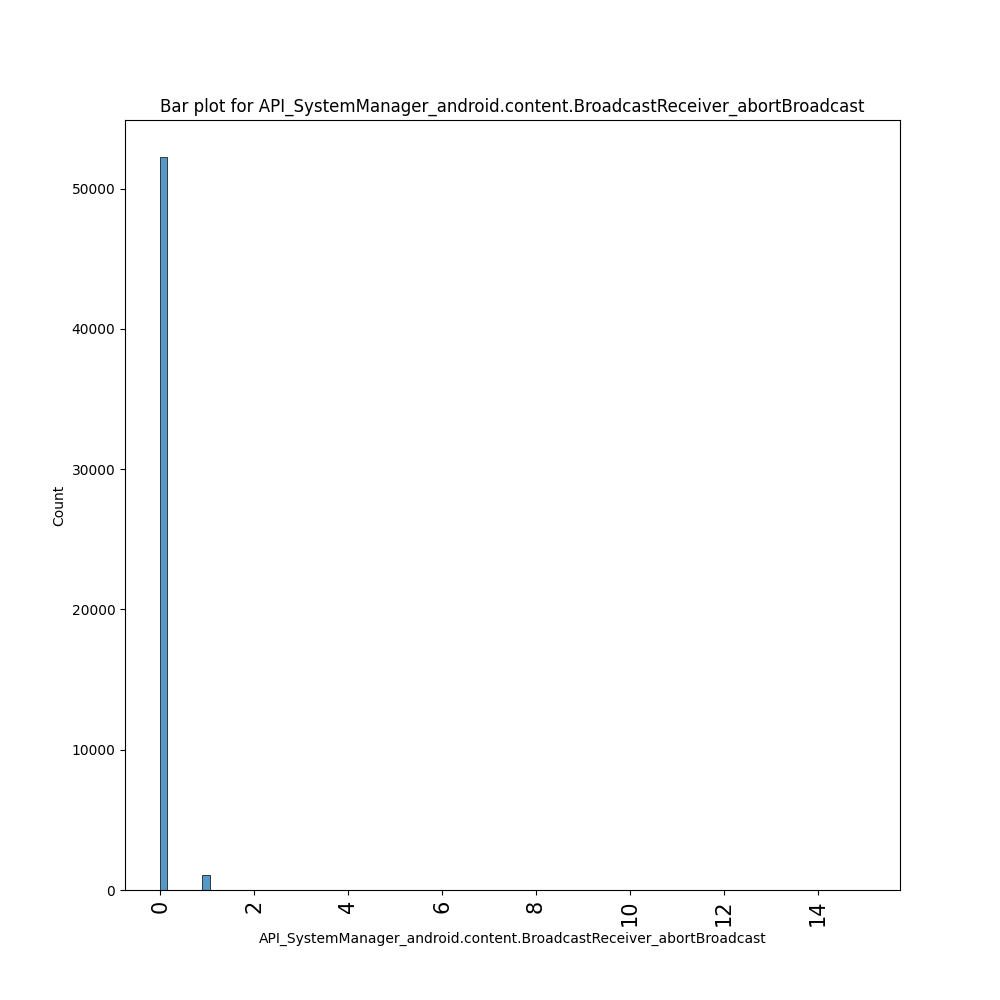 Bar plot for API_SystemManager_android.content.BroadcastReceiver_abortBroadcast
50000
40000
30000
20000
10000
0
Count
0 2 4 6 8 10 12 14
API_SystemManager_android.content.BroadcastReceiver_abortBroadcast